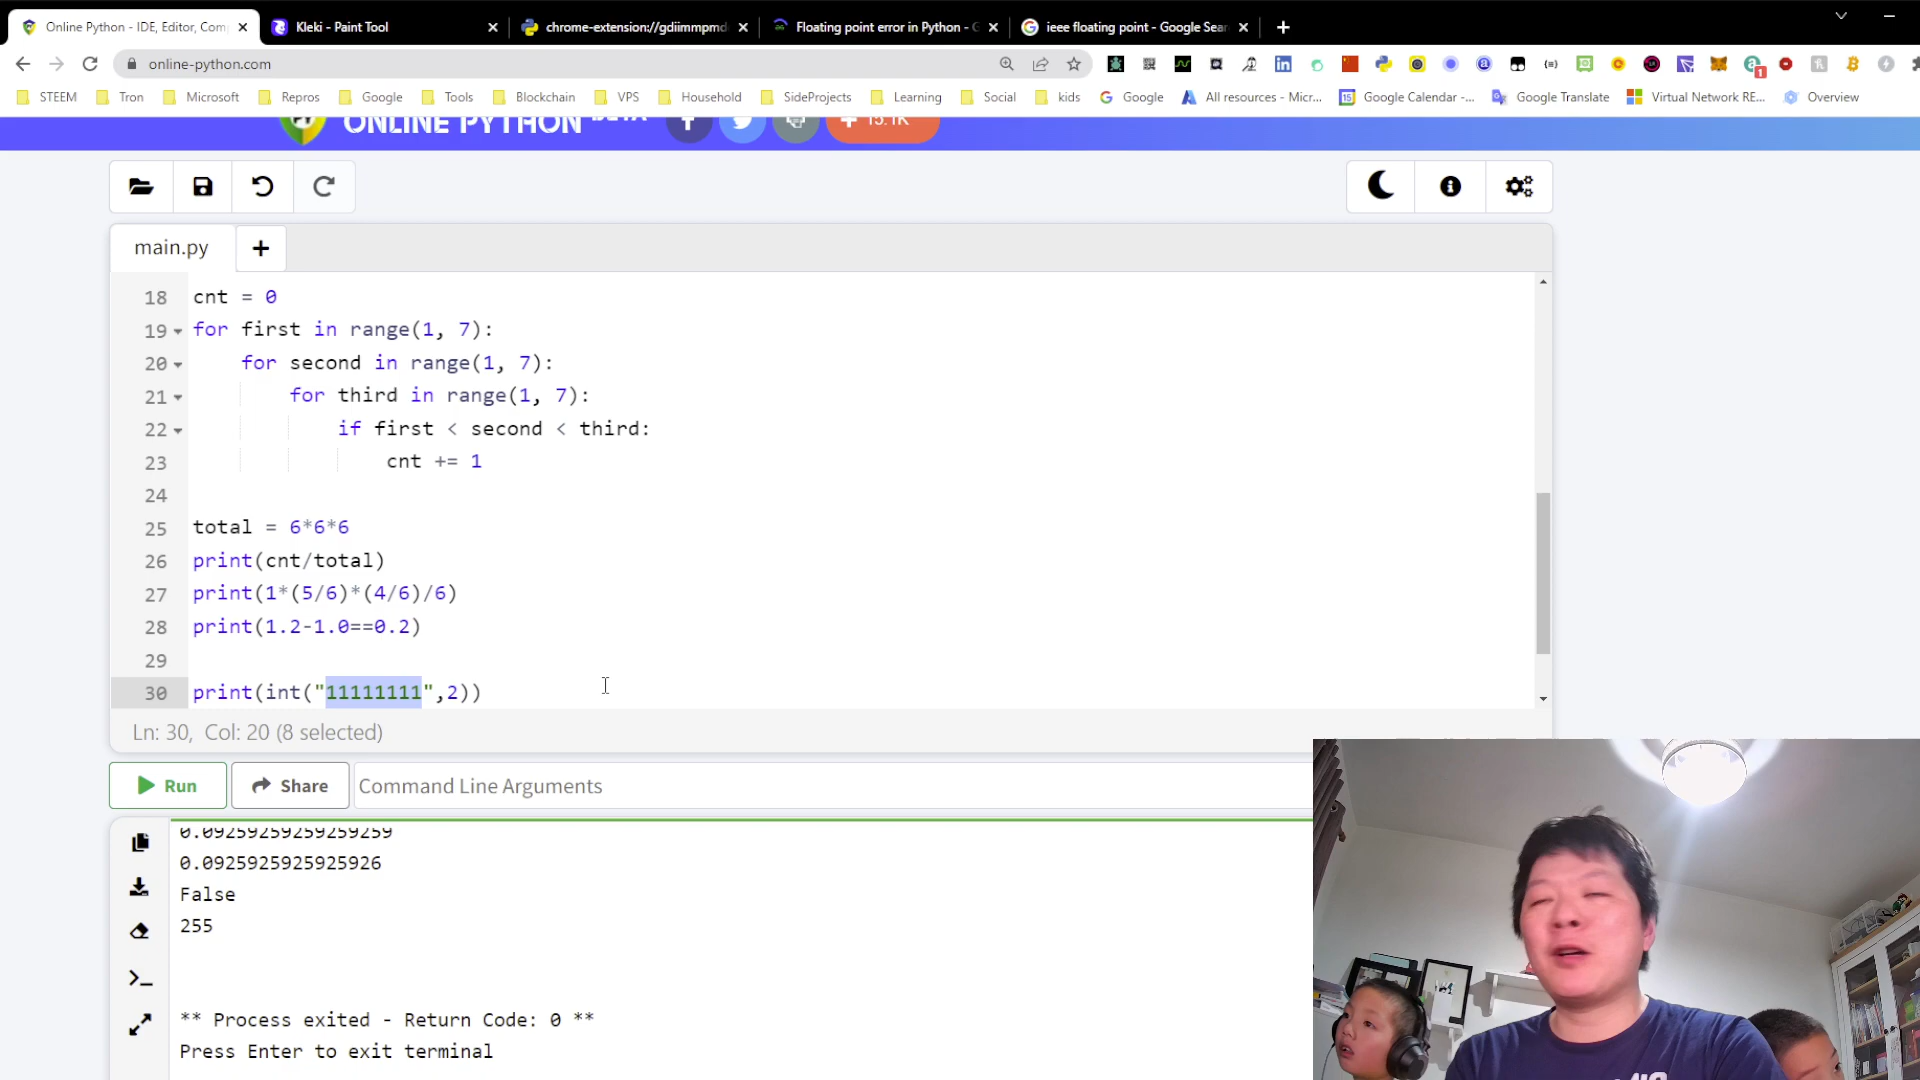 Online Python - IDE, Editor, Com
Kleki - Paint Tool
chrome-extension://gdiimmpmd
Floating point error in Python - G
ieee floating point - Google Sear
online-python.com
STEEM
Tron
Microsoft
Repros
Google
Tools
Blockchain
VPS
Household
SideProjects
Learning
Social
kids
Google
All resources - Micr...
Google Calendar -...
Google Translate
Virtual Network RE...
Overview
ONLINE PYTHON BETA
15.1K
main.py
18 cnt = 0
19 for first in range(1, 7):
20 for second in range(1, 7):
21 for third in range(1, 7):
22 if first < second < third:
23 cnt += 1
24
25 total = 6*6*6
26 print(cnt/total)
27 print(1*(5/6)*(4/6)/6)
28 print(1.2-1.0==0.2)
29
30 print(int("11111111",2))
Ln: 30, Col: 20 (8 selected)
Run
Share
Command Line Arguments
0.09259259259259259
0.0925925925925926
False
255
** Process exited - Return Code: 0 **
Press Enter to exit terminal